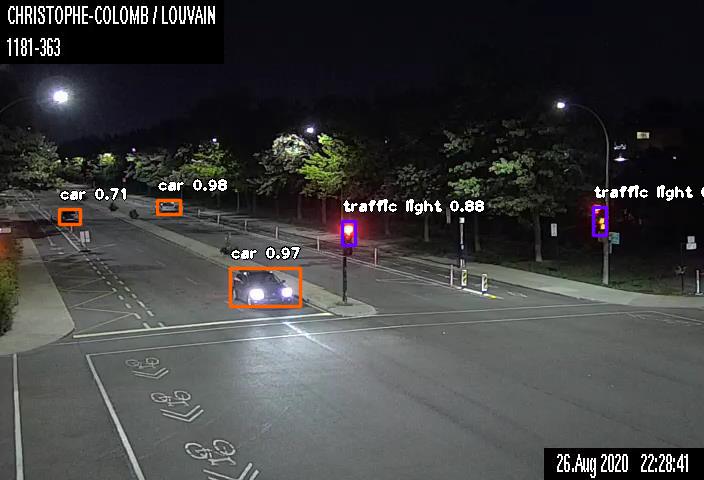 CHRISTOPHE-COLOMB / LOUVAIN
1181-363
car 0.71
car 0.98
traffic light 0.88
traffic light
car 0.97
26.Aug 2020 22:28:41